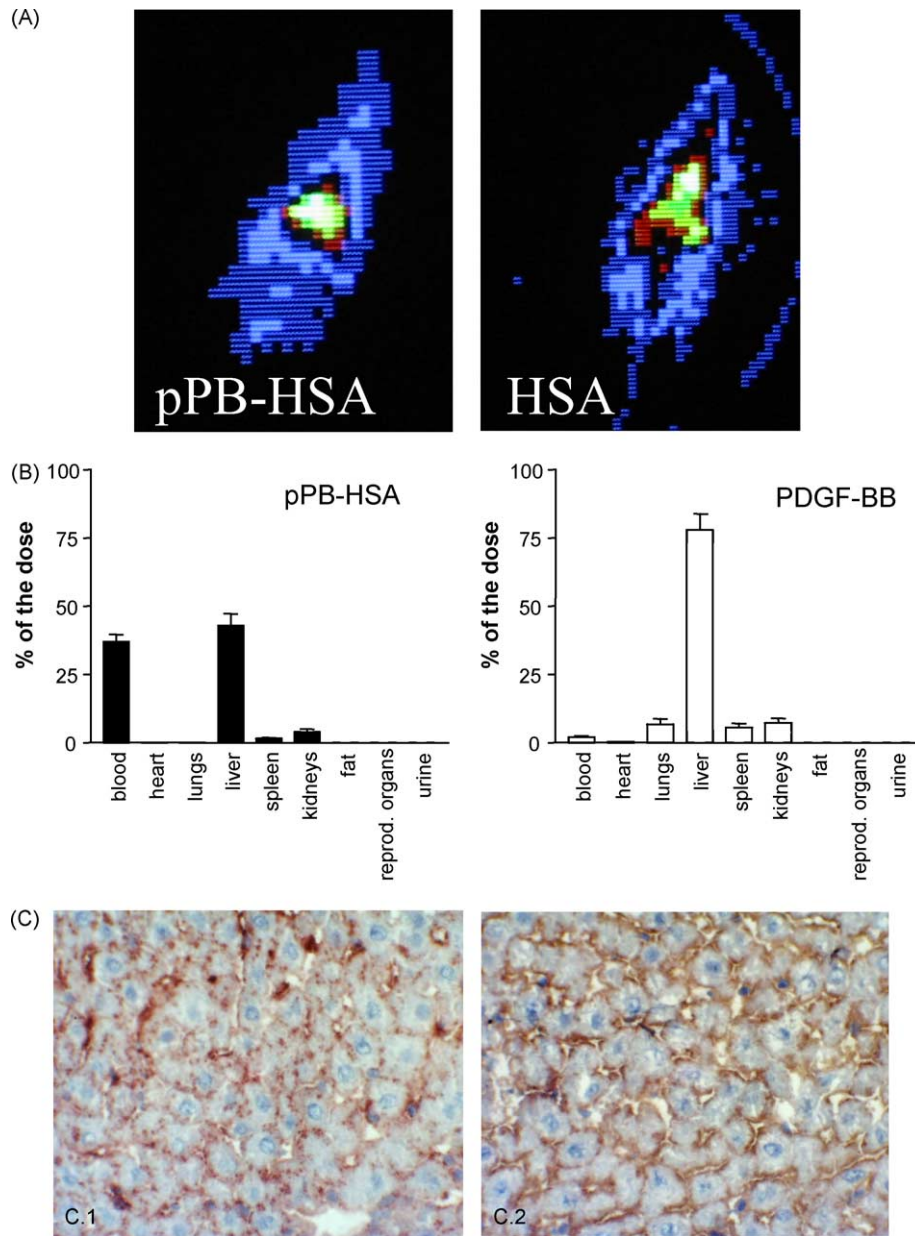 (A)
pPB-HSA
HSA
(B)
pPB-HSA
% of the dose
100
75
50
25
0
blood
heart
lungs
liver
spleen
kidneys
fat
reprod. organs
urine
PDGF-BB
% of the dose
100
75
50
25
0
blood
heart
lungs
liver
spleen
kidneys
fat
reprod. organs
urine
(C)
C.1
C.2